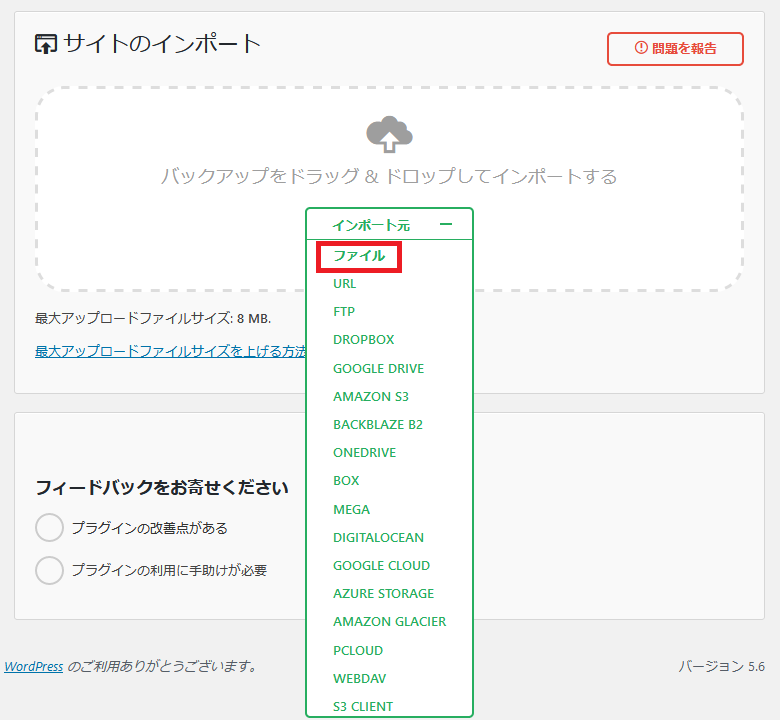 サイトのインポート
問題を報告
バックアップをドラッグ & ドロップしてインポートする
インポート元
ファイル
URL
FTP
DROPBOX
GOOGLE DRIVE
AMAZON S3
BACKBLAZE B2
ONEDRIVE
BOX
MEGA
DIGITALOCEAN
GOOGLE CLOUD
AZURE STORAGE
AMAZON GLACIER
PCLOUD
WEBDAV
S3 CLIENT
最大アップロードファイルサイズ: 8 MB.
最大アップロードファイルサイズを上げる方法
フィードバックをお寄せください
プラグインの改善点がある
プラグインの利用に手助けが必要
WordPress のご利用ありがとうございます。
バージョン 5.6